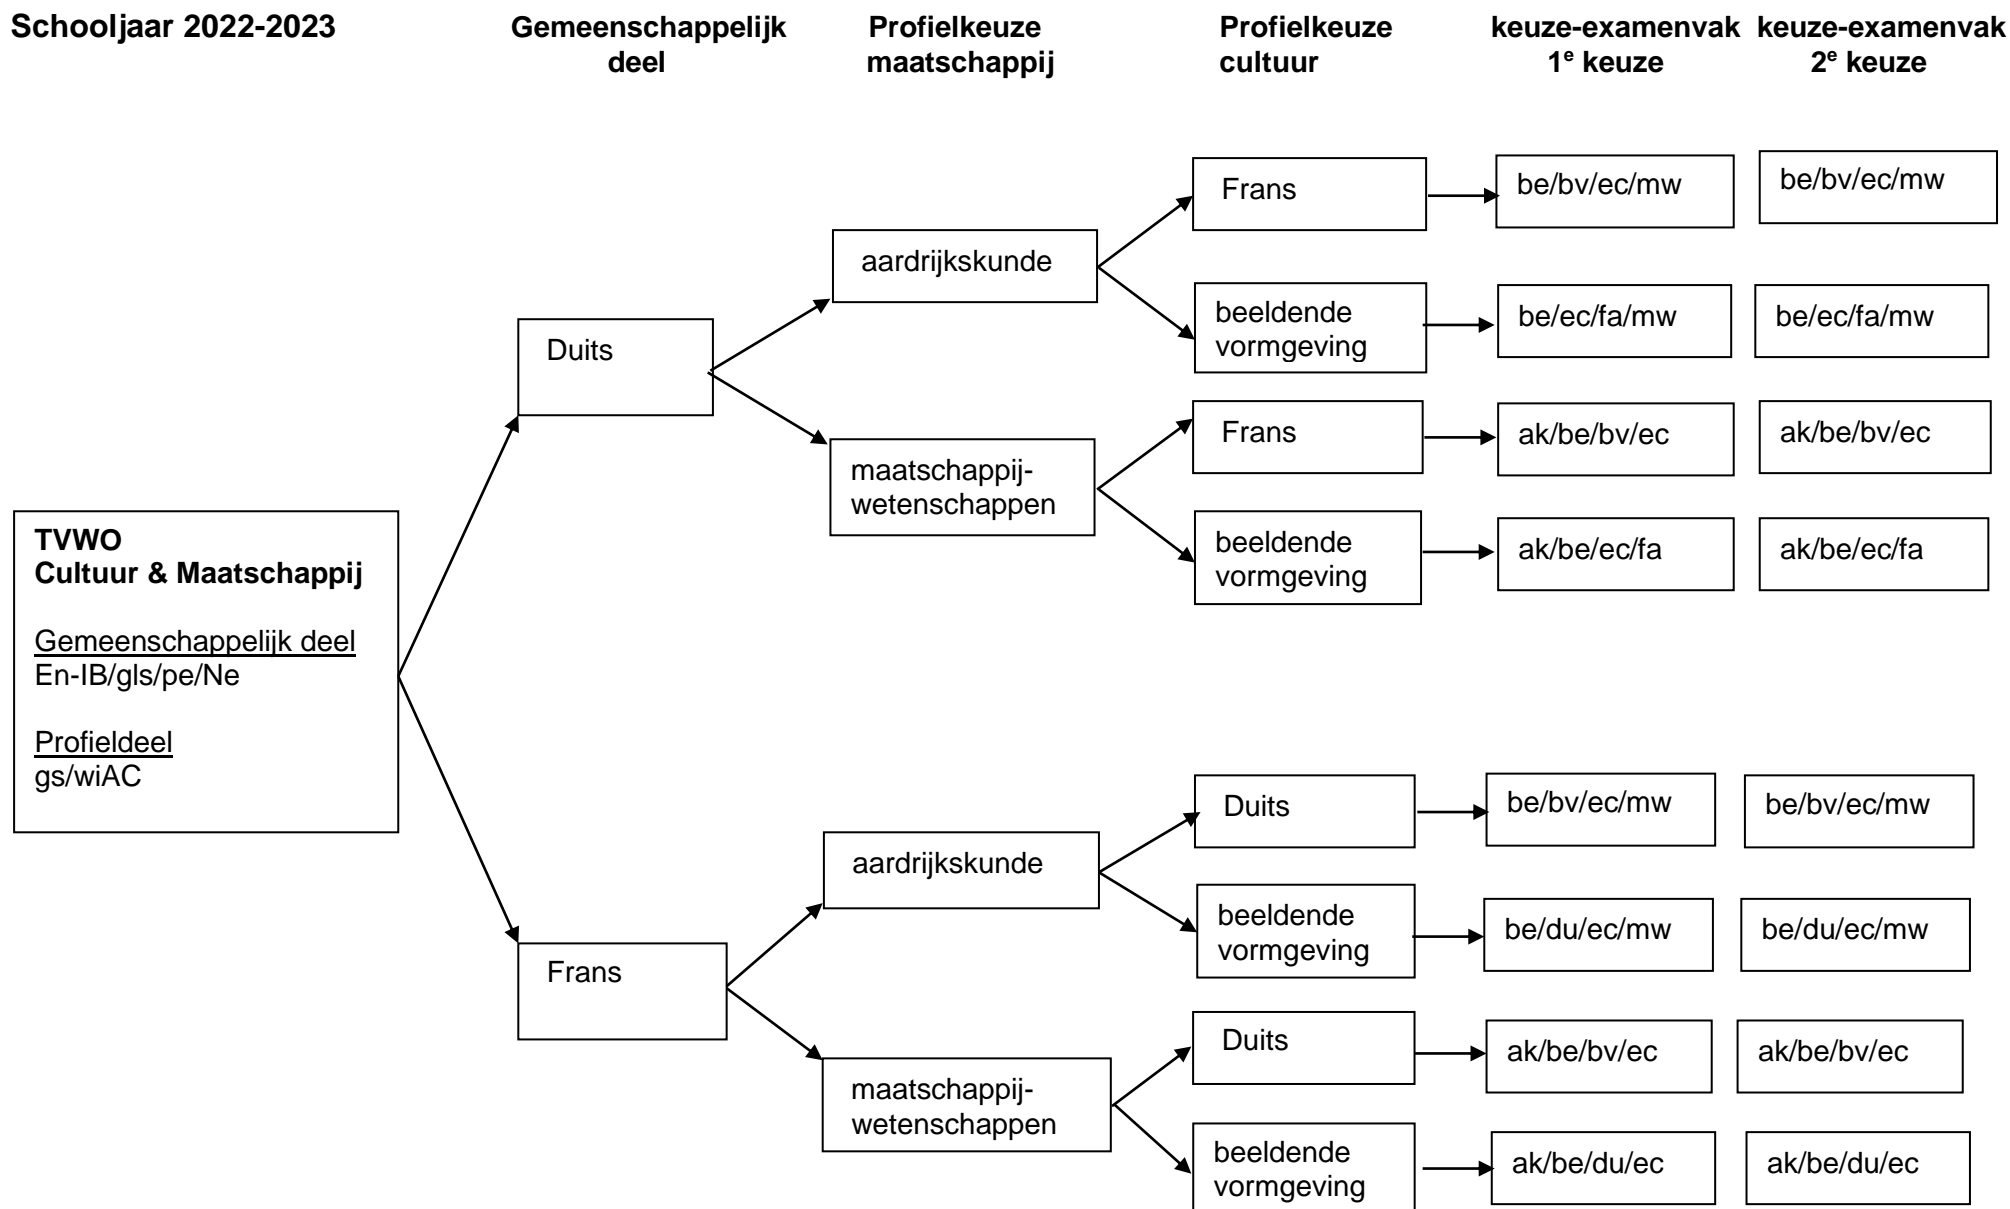 Schooljaar 2022-2023
Gemeenschappelijk
deel
Profielkeuze
maatschappij
Profielkeuze
cultuur
keuze-examenvak
1e keuze
keuze-examenvak
2e keuze
TVWO
Cultuur & Maatschappij
Gemeenschappelijk deel
En-IB/gls/pe/Ne
Profieldeel
gs/wiAC
Duits
aardrijkskunde
Frans
be/bv/ec/mw
be/bv/ec/mw
beeldende
vormgeving
be/ec/fa/mw
be/ec/fa/mw
maatschappij-
wetenschappen
Frans
ak/be/bv/ec
ak/be/bv/ec
beeldende
vormgeving
ak/be/ec/fa
ak/be/ec/fa
Frans
aardrijkskunde
Duits
be/bv/ec/mw
be/bv/ec/mw
beeldende
vormgeving
be/du/ec/mw
be/du/ec/mw
maatschappij-
wetenschappen
Duits
ak/be/bv/ec
ak/be/bv/ec
beeldende
vormgeving
ak/be/du/ec
ak/be/du/ec